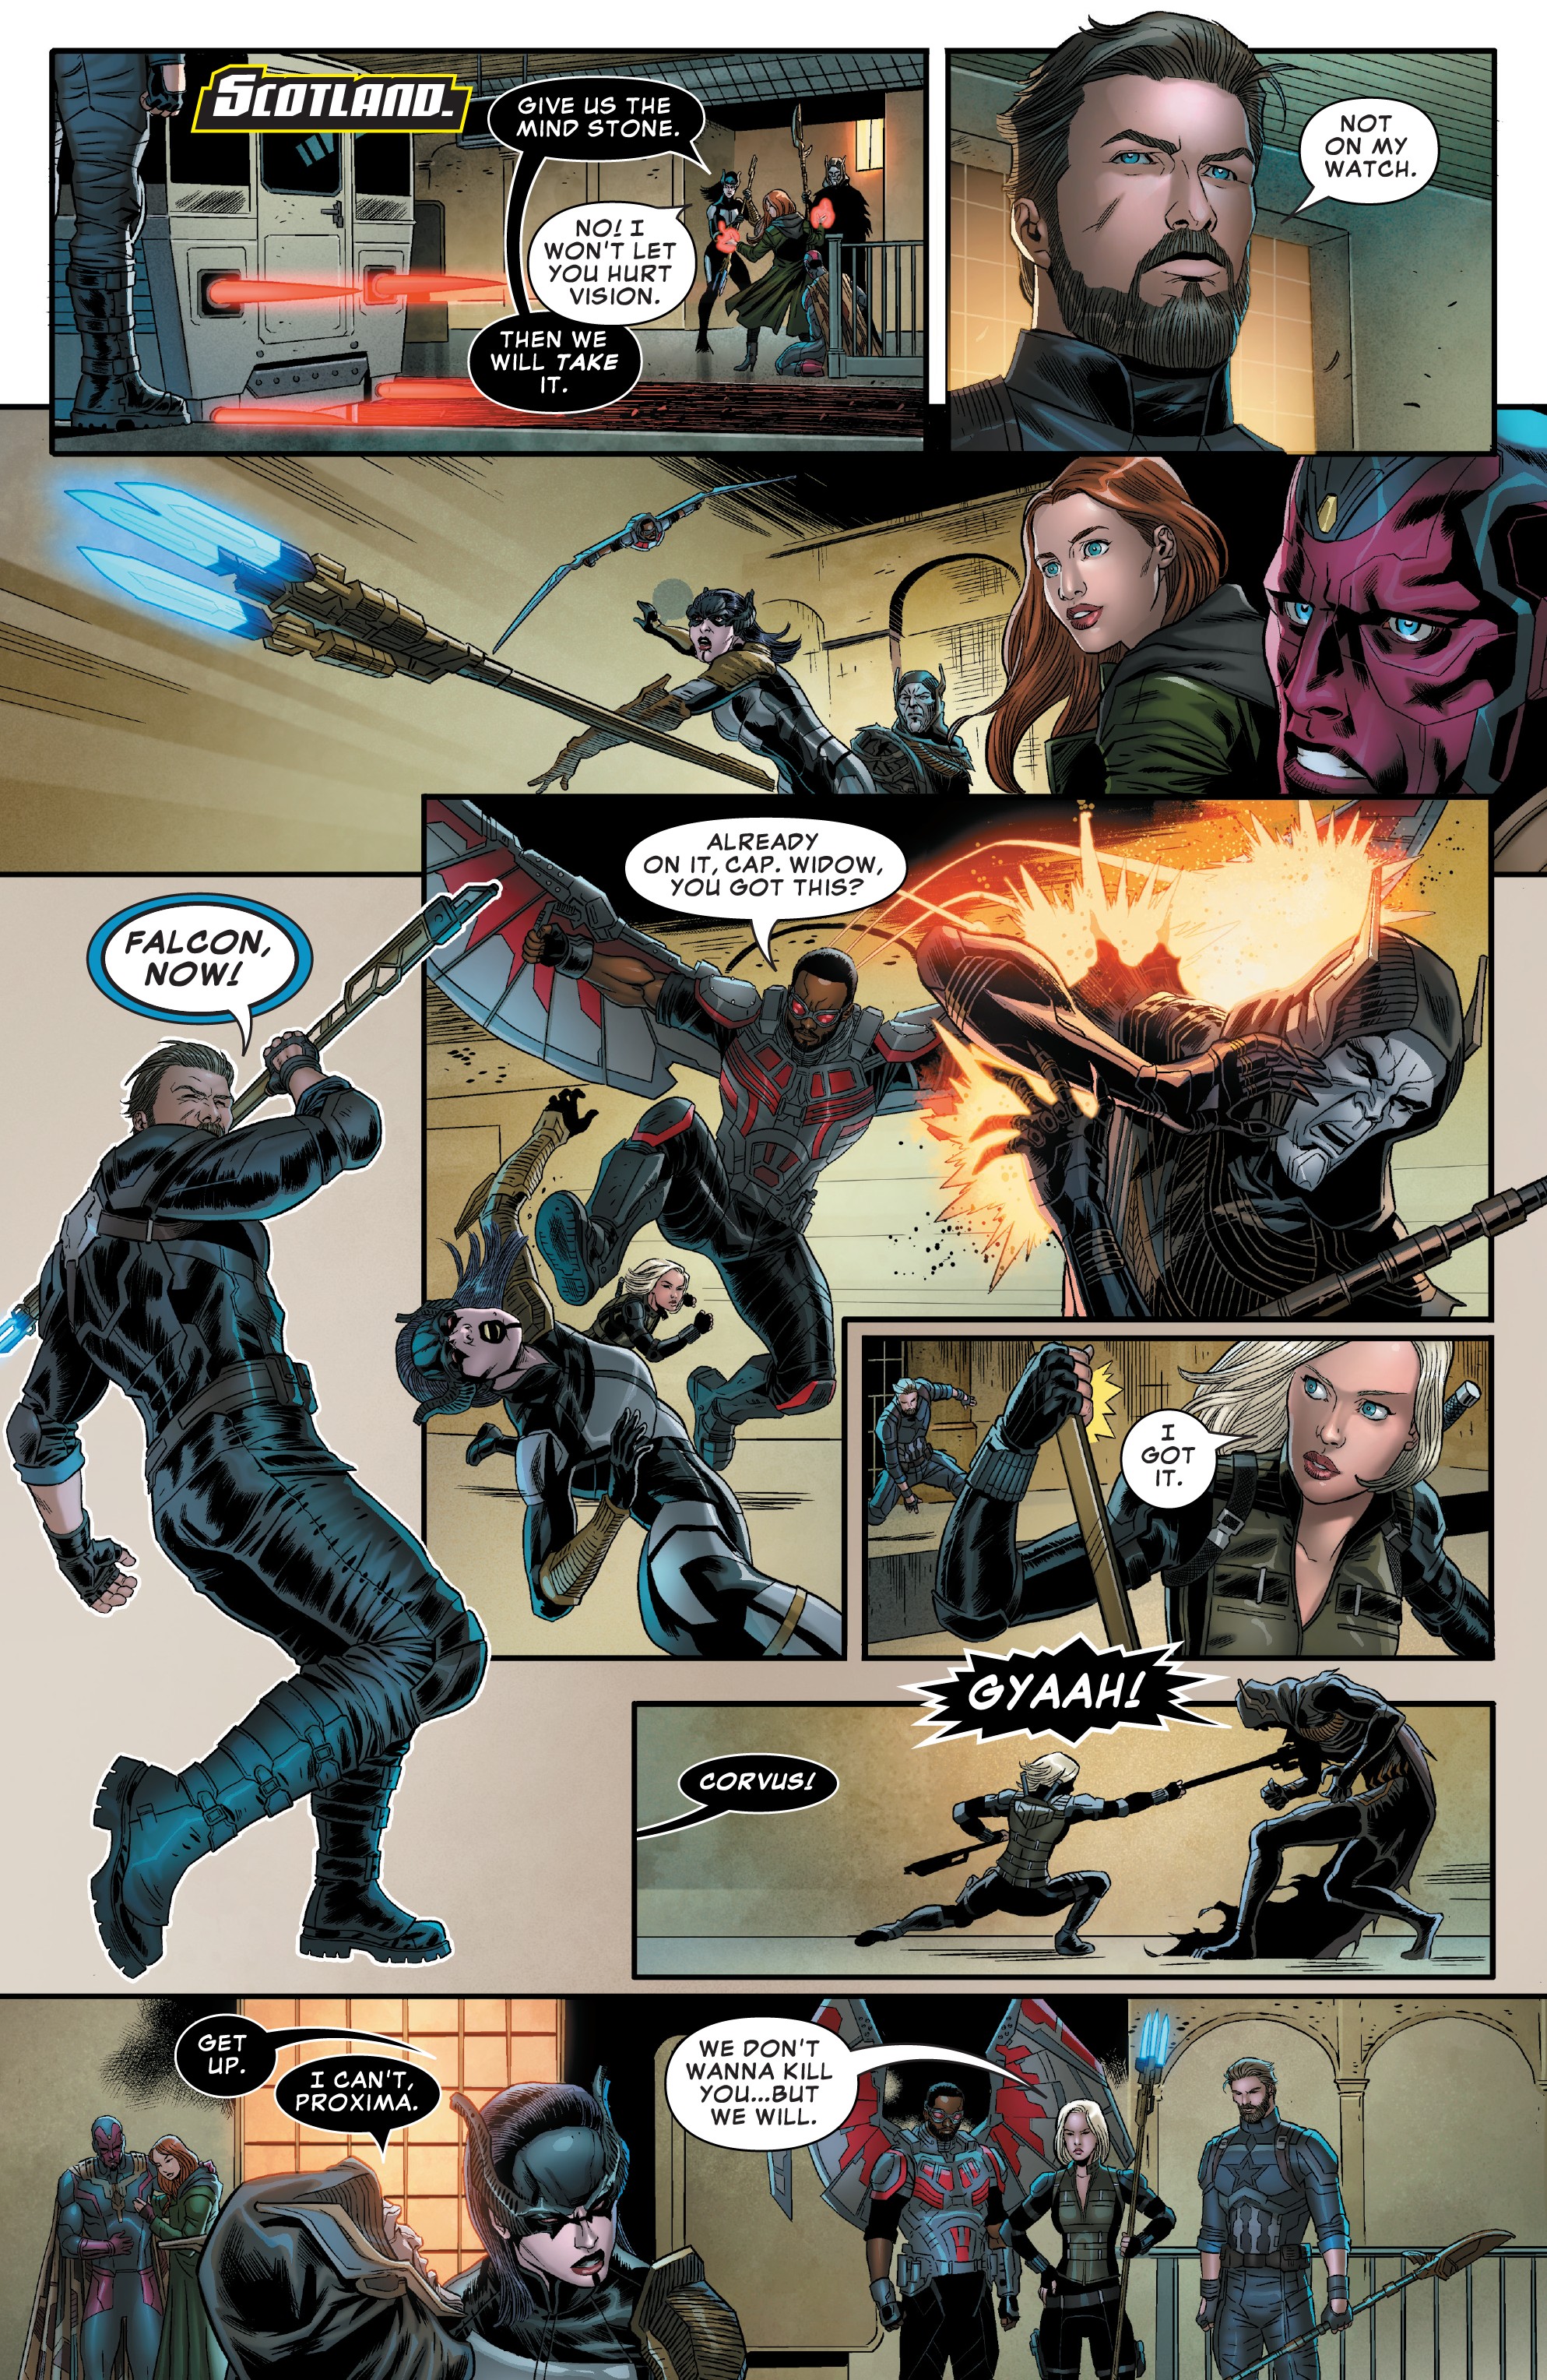 SCOTLAND.
GIVE US THE
MIND STONE.
NO! I
WON'T LET
YOU HURT
VISION.
THEN WE
WILL TAKE
IT.
NOT
ON MY
WATCH.
FALCON,
NOW!
ALREADY
ON IT, CAP. WIDOW,
YOU GOT THIS?
I
GOT
IT.
GYAAH!
CORVUS!
GET
UP.
I CAN'T,
PROXIMA.
WE DON'T
WANNA KILL
YOU...BUT
WE WILL.